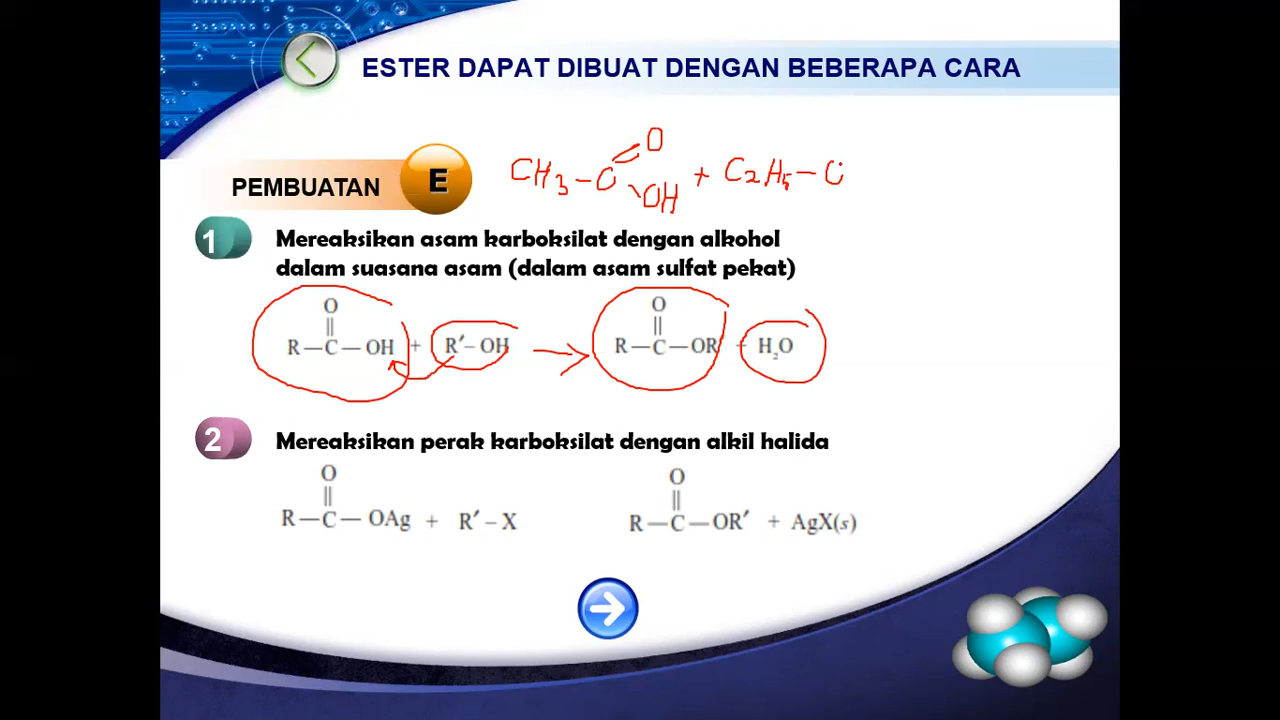 ESTER DAPAT DIBUAT DENGAN BEBERAPA CARA
O
PEMBUATAN E CH3-C OH + C2H5-O
1 Mereaksikan asam karboksilat dengan alkohol
dalam suasana asam (dalam asam sulfat pekat)
O O
|| ||
R—C—OH + R′–OH → R—C—OR + H₂O
2 Mereaksikan perak karboksilat dengan alkil halida
O O
|| ||
R—C—OAg + R′–X R—C—OR′ + AgX(s)